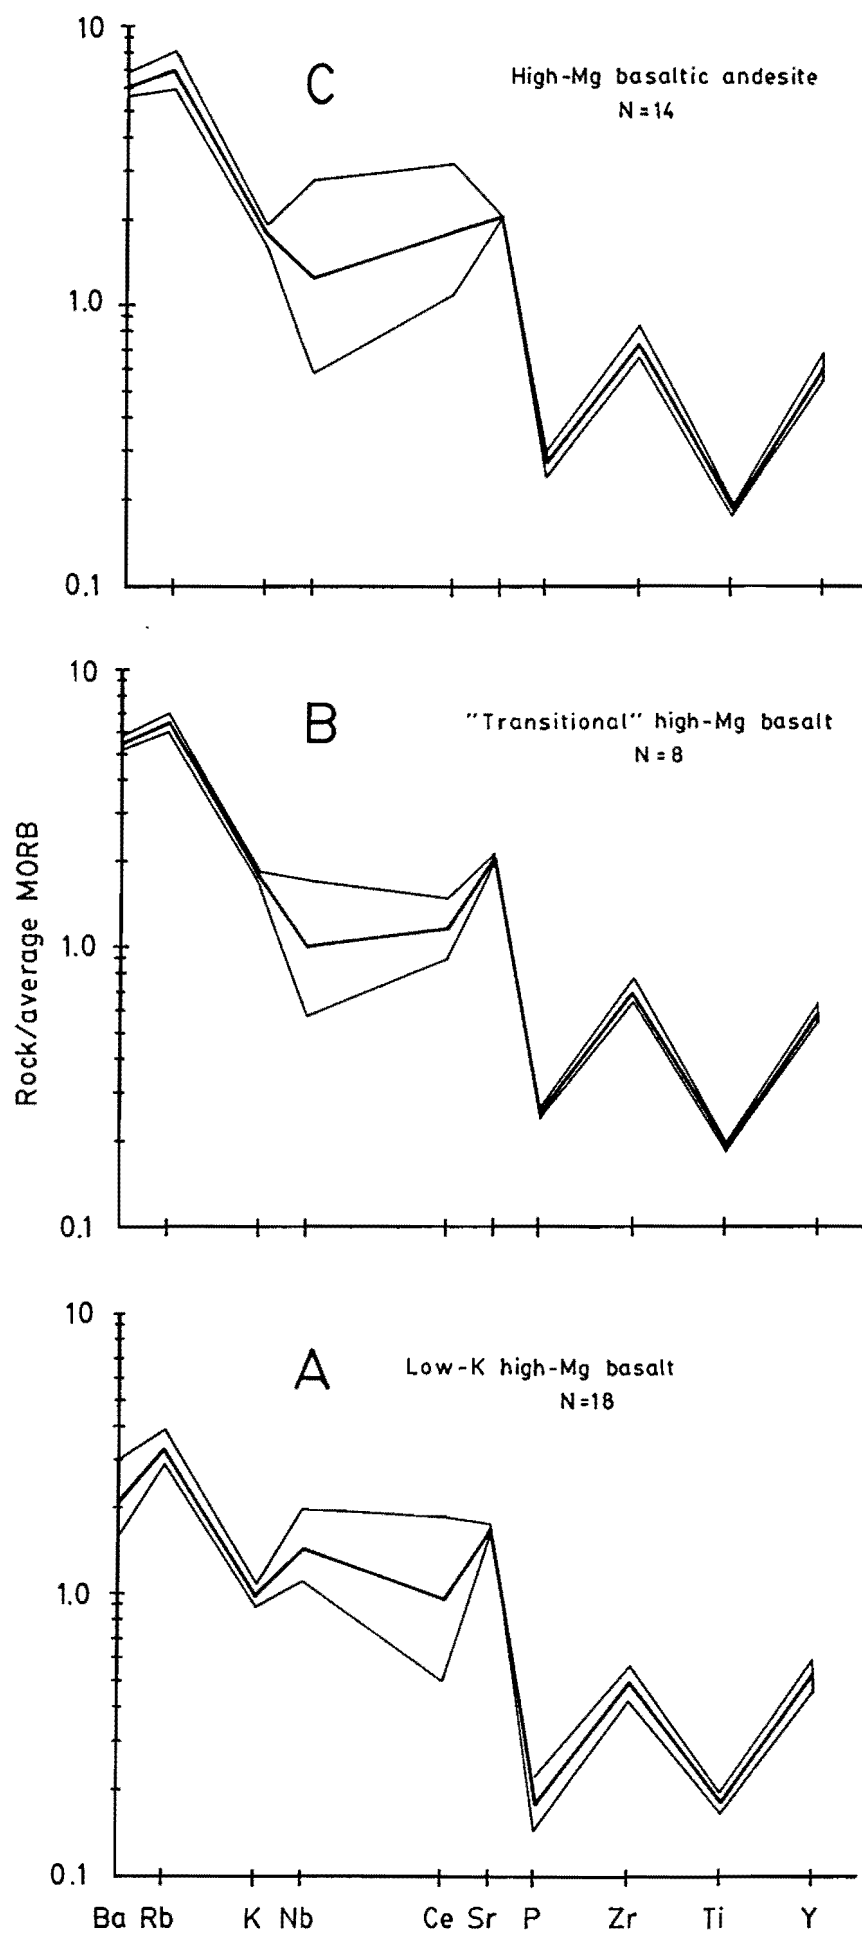 10
C
High-Mg basaltic andesite
N=14
1.0
0.1
10
B
"Transitional" high-Mg basalt
N=8
Rock/average MORB
1.0
0.1
10
A
Low-K high-Mg basalt
N=18
1.0
0.1
Ba Rb K Nb Ce Sr P Zr Ti Y